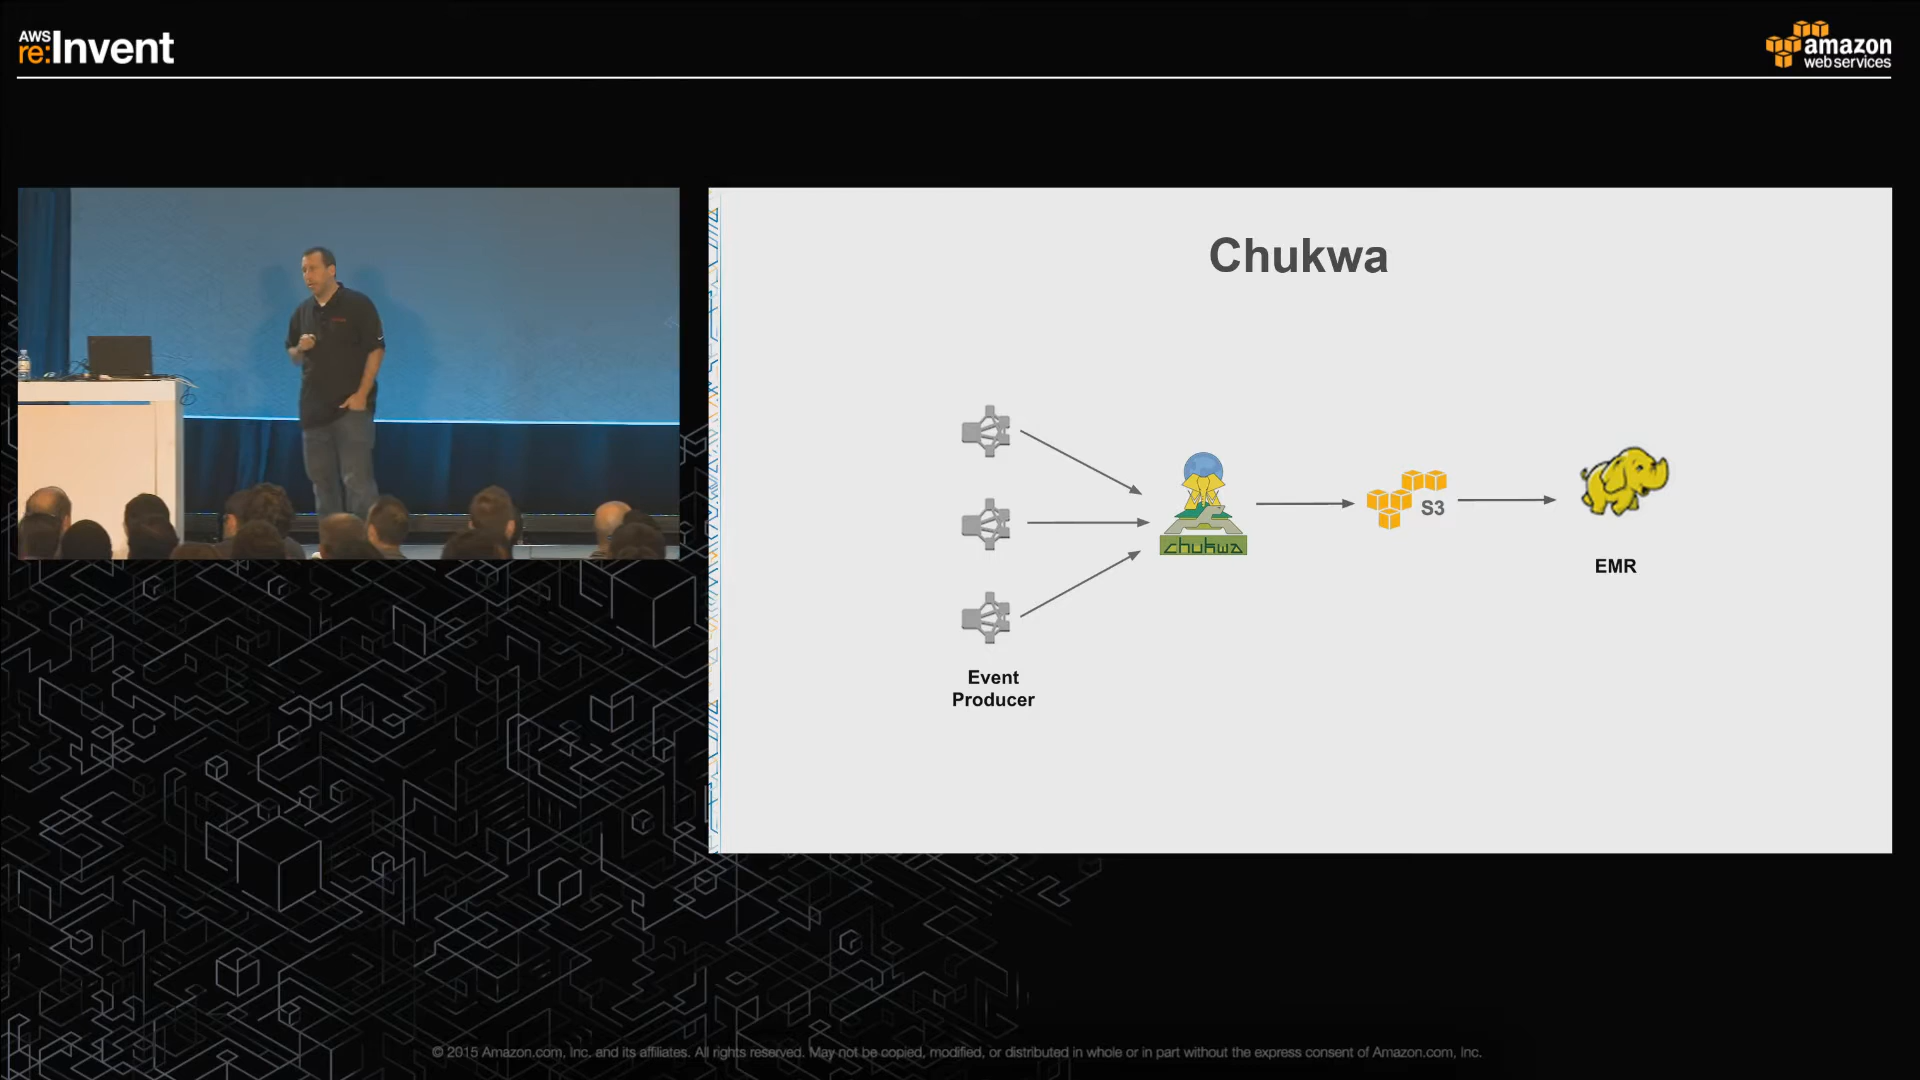 AWS
re:Invent
amazon
web services
Chukwa
chukwa
S3
EMR
Event
Producer
© 2015 Amazon.com, Inc. and its affiliates. All rights reserved. May not be copied, modified, or distributed in whole or in part without the express consent of Amazon.com, Inc.